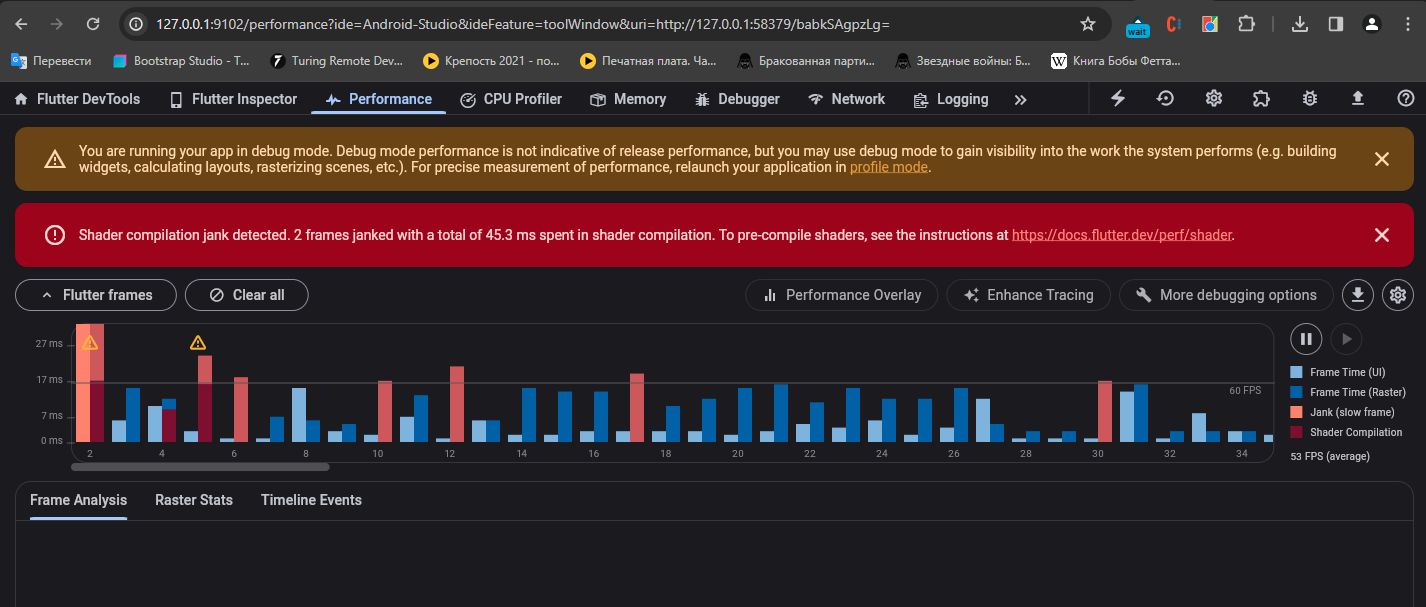 127.0.0.1:9102/performance?ide=Android-Studio&ideFeature=toolWindow&uri=http://127.0.0.1:58379/babkSAgpzLg=
wait
Перевести
Bootstrap Studio - T...
Turing Remote Dev...
Крепость 2021 - по...
Печатная плата. Ча...
Бракованная парти...
Звездные войны: Б...
W
Книга Бобы Фетта...
Flutter DevTools
Flutter Inspector
Performance
CPU Profiler
Memory
Debugger
Network
Logging
You are running your app in debug mode. Debug mode performance is not indicative of release performance, but you may use debug mode to gain visibility into the work the system performs (e.g. building
widgets, calculating layouts, rasterizing scenes, etc.). For precise measurement of performance, relaunch your application in profile mode.
Shader compilation jank detected. 2 frames janked with a total of 45.3 ms spent in shader compilation. To pre-compile shaders, see the instructions at https://docs.flutter.dev/perf/shader.
Flutter frames
Clear all
Performance Overlay
Enhance Tracing
More debugging options
27 ms
17 ms
7 ms
0 ms
60 FPS
2 4 6 8 10 12 14 16 18 20 22 24 26 28 30 32 34
Frame Time (UI)
Frame Time (Raster)
Jank (slow frame)
Shader Compilation
53 FPS (average)
Frame Analysis
Raster Stats
Timeline Events